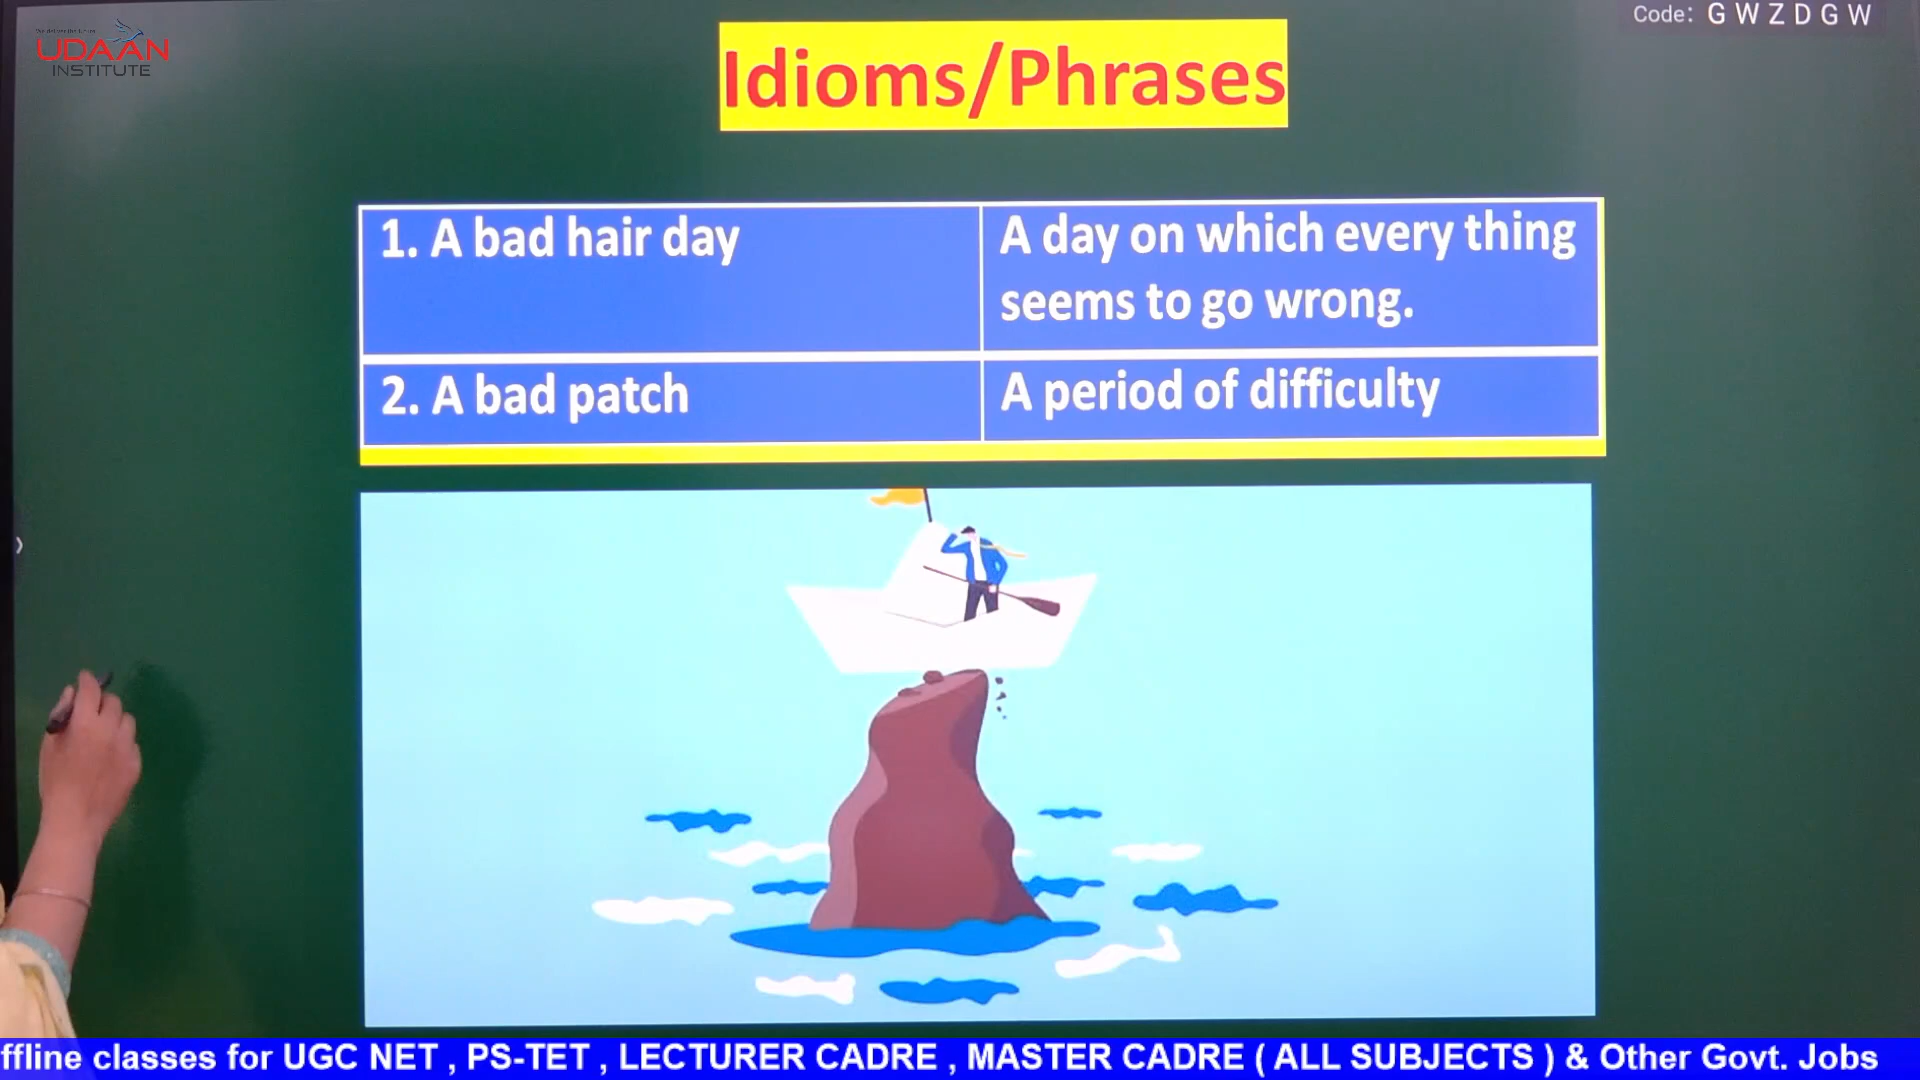 UDAAN
INSTITUTE
Code: G W Z D G W
Idioms/Phrases
1. A bad hair day
A day on which every thing
seems to go wrong.
2. A bad patch
A period of difficulty
ffline classes for UGC NET , PS-TET , LECTURER CADRE , MASTER CADRE ( ALL SUBJECTS ) & Other Govt. Jobs